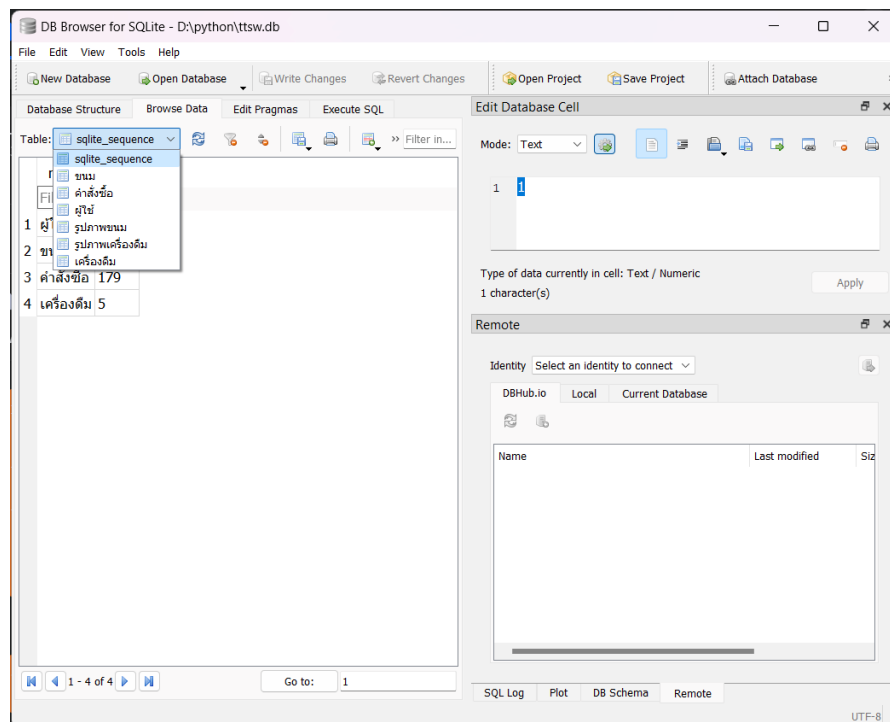 DB Browser for SQLite - D:\python\ttsw.db
File Edit View Tools Help
New Database Open Database Write Changes Revert Changes Open Project Save Project Attach Database
Database Structure Browse Data Edit Pragmas Execute SQL
Table: sqlite_sequence Filter in...
sqlite_sequence
ขนม
คำสั่งซื้อ
ผู้ใช้
รูปภาพขนม
รูปภาพเครื่องดื่ม
เครื่องดื่ม
1
2
3 คำสั่งซื้อ 179
4 เครื่องดื่ม 5
1 - 4 of 4 Go to: 1
Edit Database Cell
Mode: Text
1 1
Type of data currently in cell: Text / Numeric
1 character(s)
Apply
Remote
Identity Select an identity to connect
DBHub.io Local Current Database
Name Last modified Siz
SQL Log Plot DB Schema Remote
UTF-8